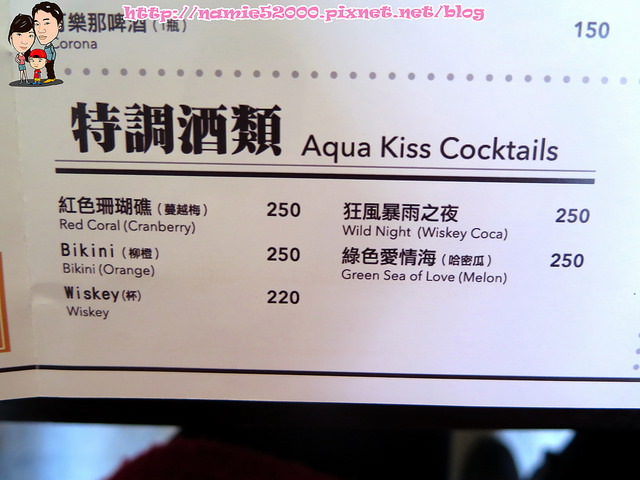 http://namie52000.pixnet.net/blog
樂那啤酒（1瓶） 150
Corona
特調酒類 Aqua Kiss Cocktails
紅色珊瑚礁（蔓越梅） 250
Red Coral (Cranberry)
Bikini（柳橙） 250
Bikini (Orange)
Wiskey(杯) 220
Wiskey
狂風暴雨之夜 250
Wild Night (Wiskey Coca)
綠色愛情海（哈密瓜） 250
Green Sea of Love (Melon)